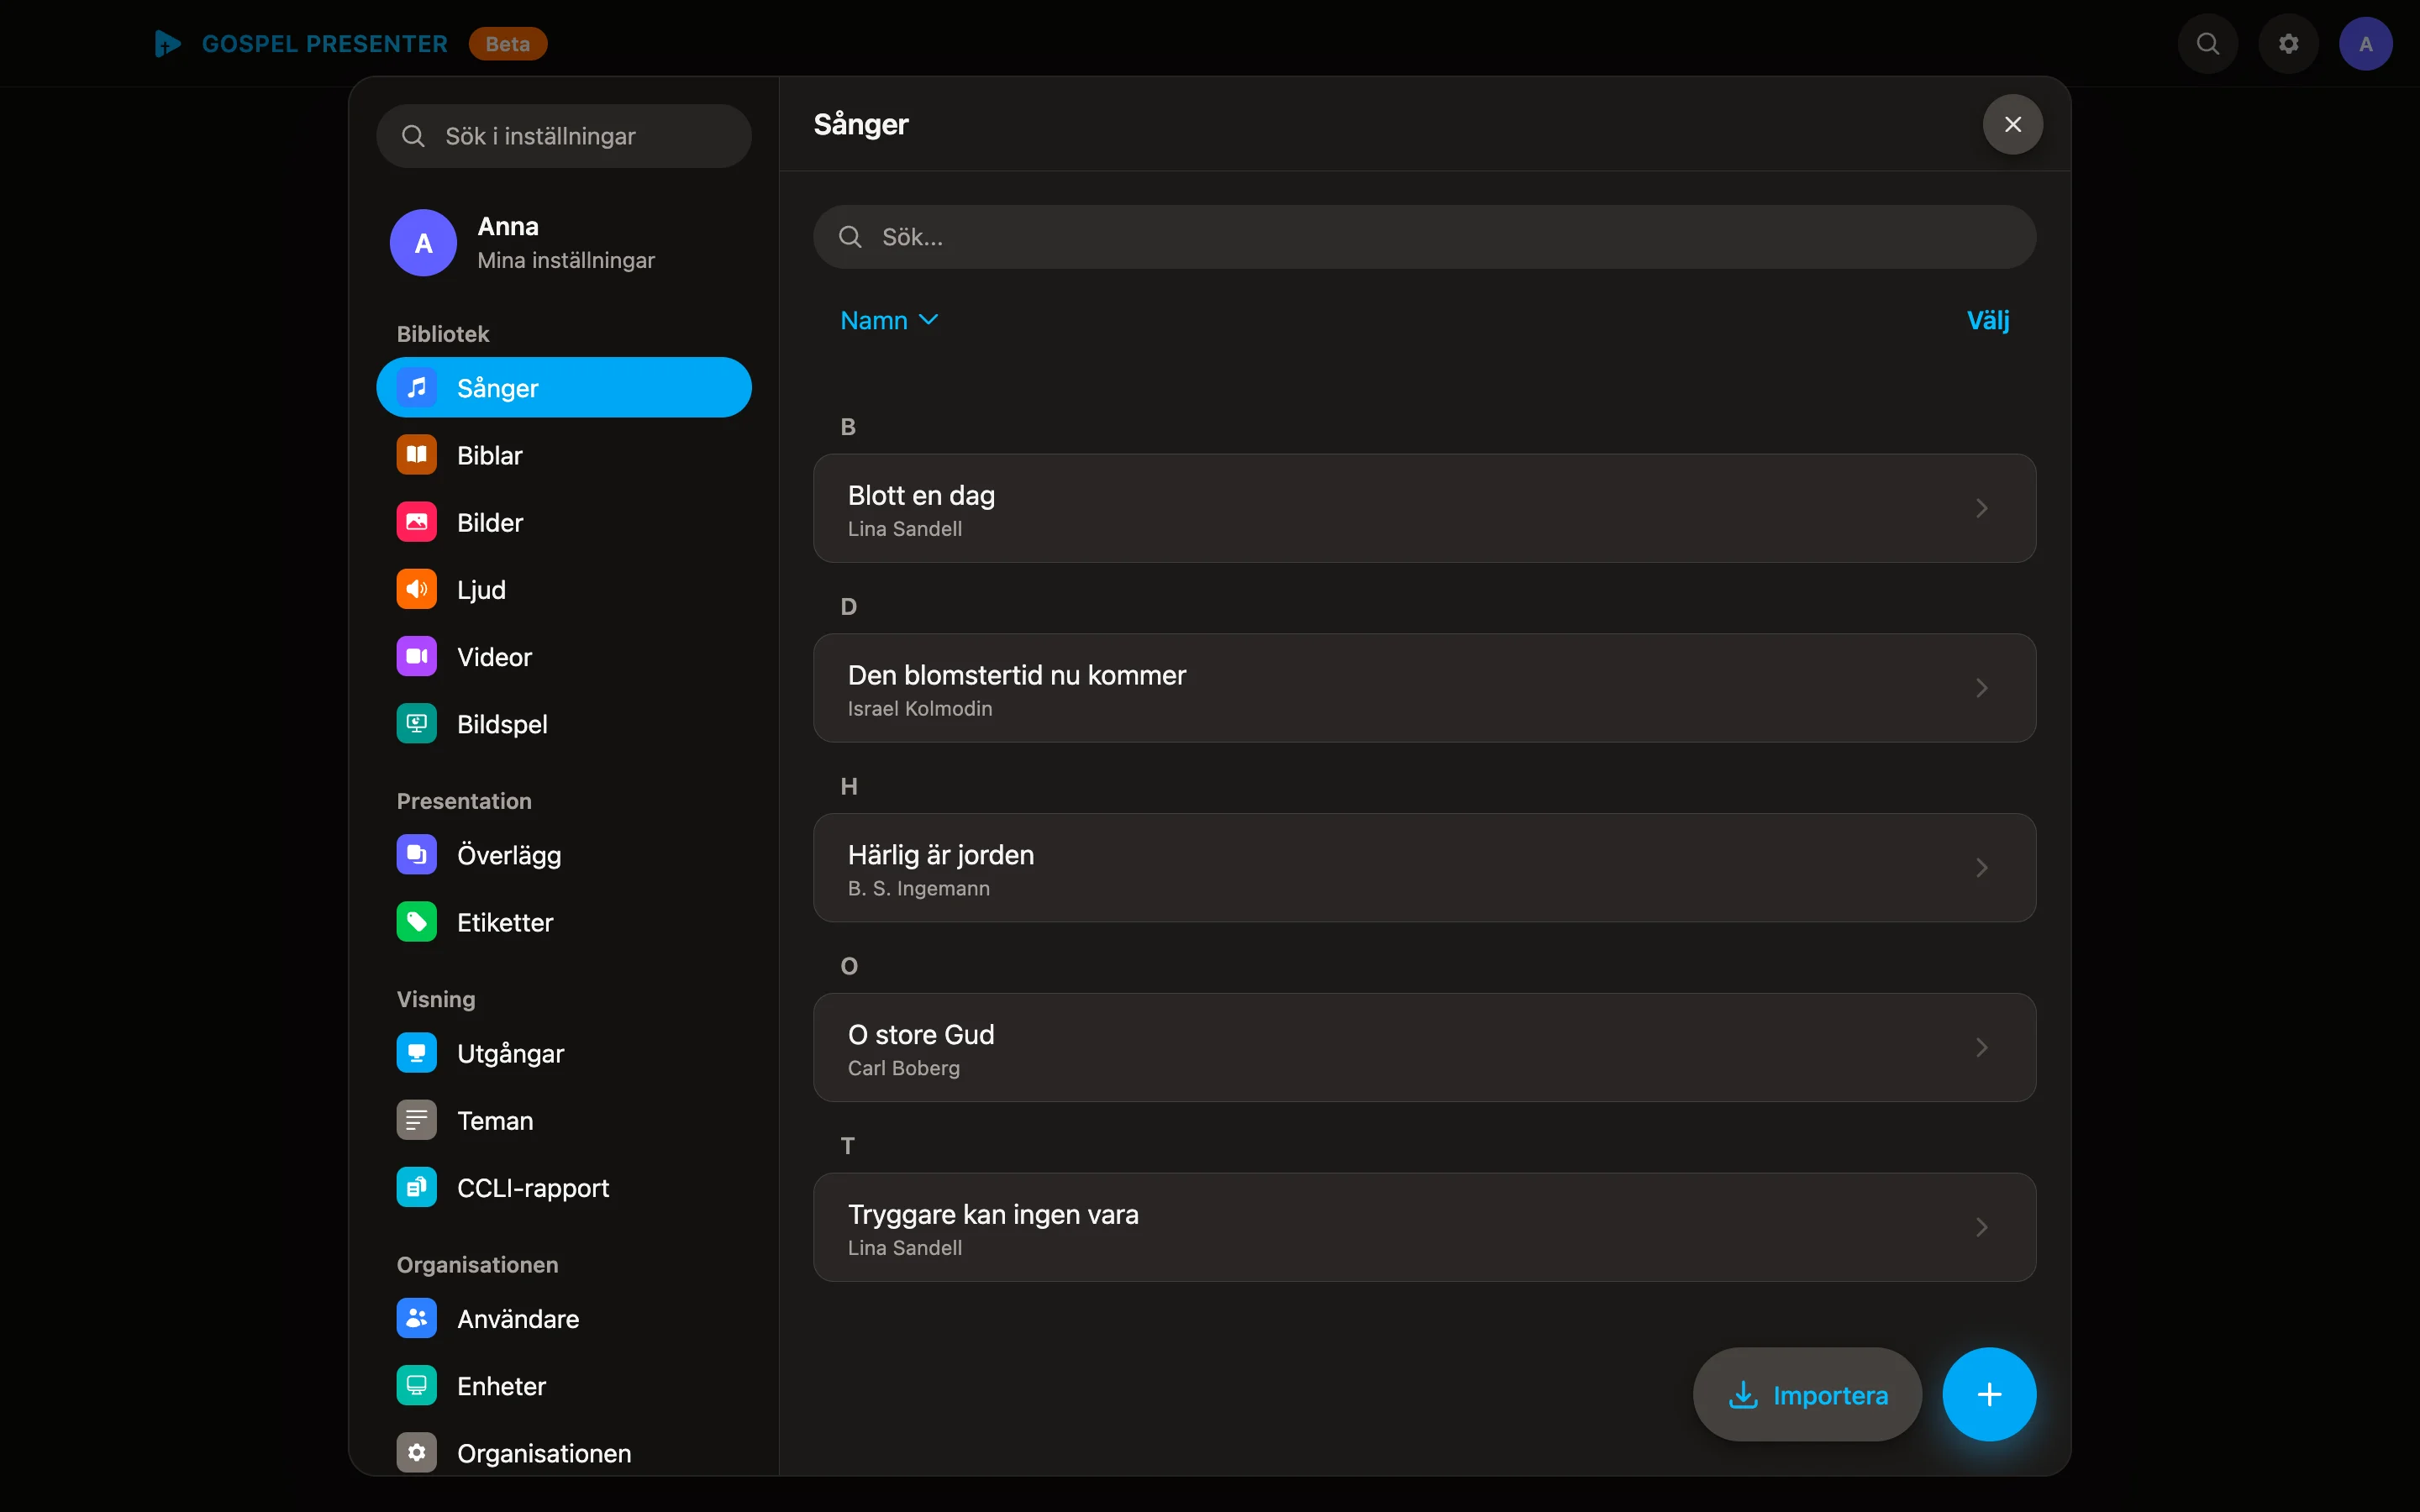 GOSPEL PRESENTER Beta
A
Sök i inställningar
A
Anna
Mina inställningar
Bibliotek
Sånger
Biblar
Bilder
Ljud
Videor
Bildspel
Presentation
Överlägg
Etiketter
Visning
Utgångar
Teman
CCLI-rapport
Organisationen
Användare
Enheter
Organisationen
Sånger
Sök...
Namn
Välj
B
Blott en dag
Lina Sandell
D
Den blomstertid nu kommer
Israel Kolmodin
H
Härlig är jorden
B. S. Ingemann
O
O store Gud
Carl Boberg
T
Tryggare kan ingen vara
Lina Sandell
Importera